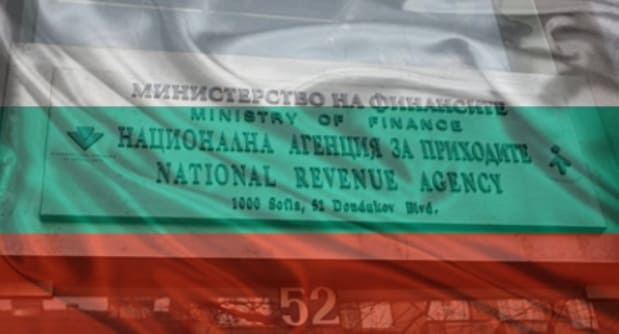 МИНИСТЕРСТВО НА ФИНАНСИТЕ
MINISTRY OF FINANCE
НАЦИОНАЛНА АГЕНЦИЯ ЗА ПРИХОДИТЕ
NATIONAL REVENUE AGENCY
1000 Sofia, 52 Dondukov Blvd.
52